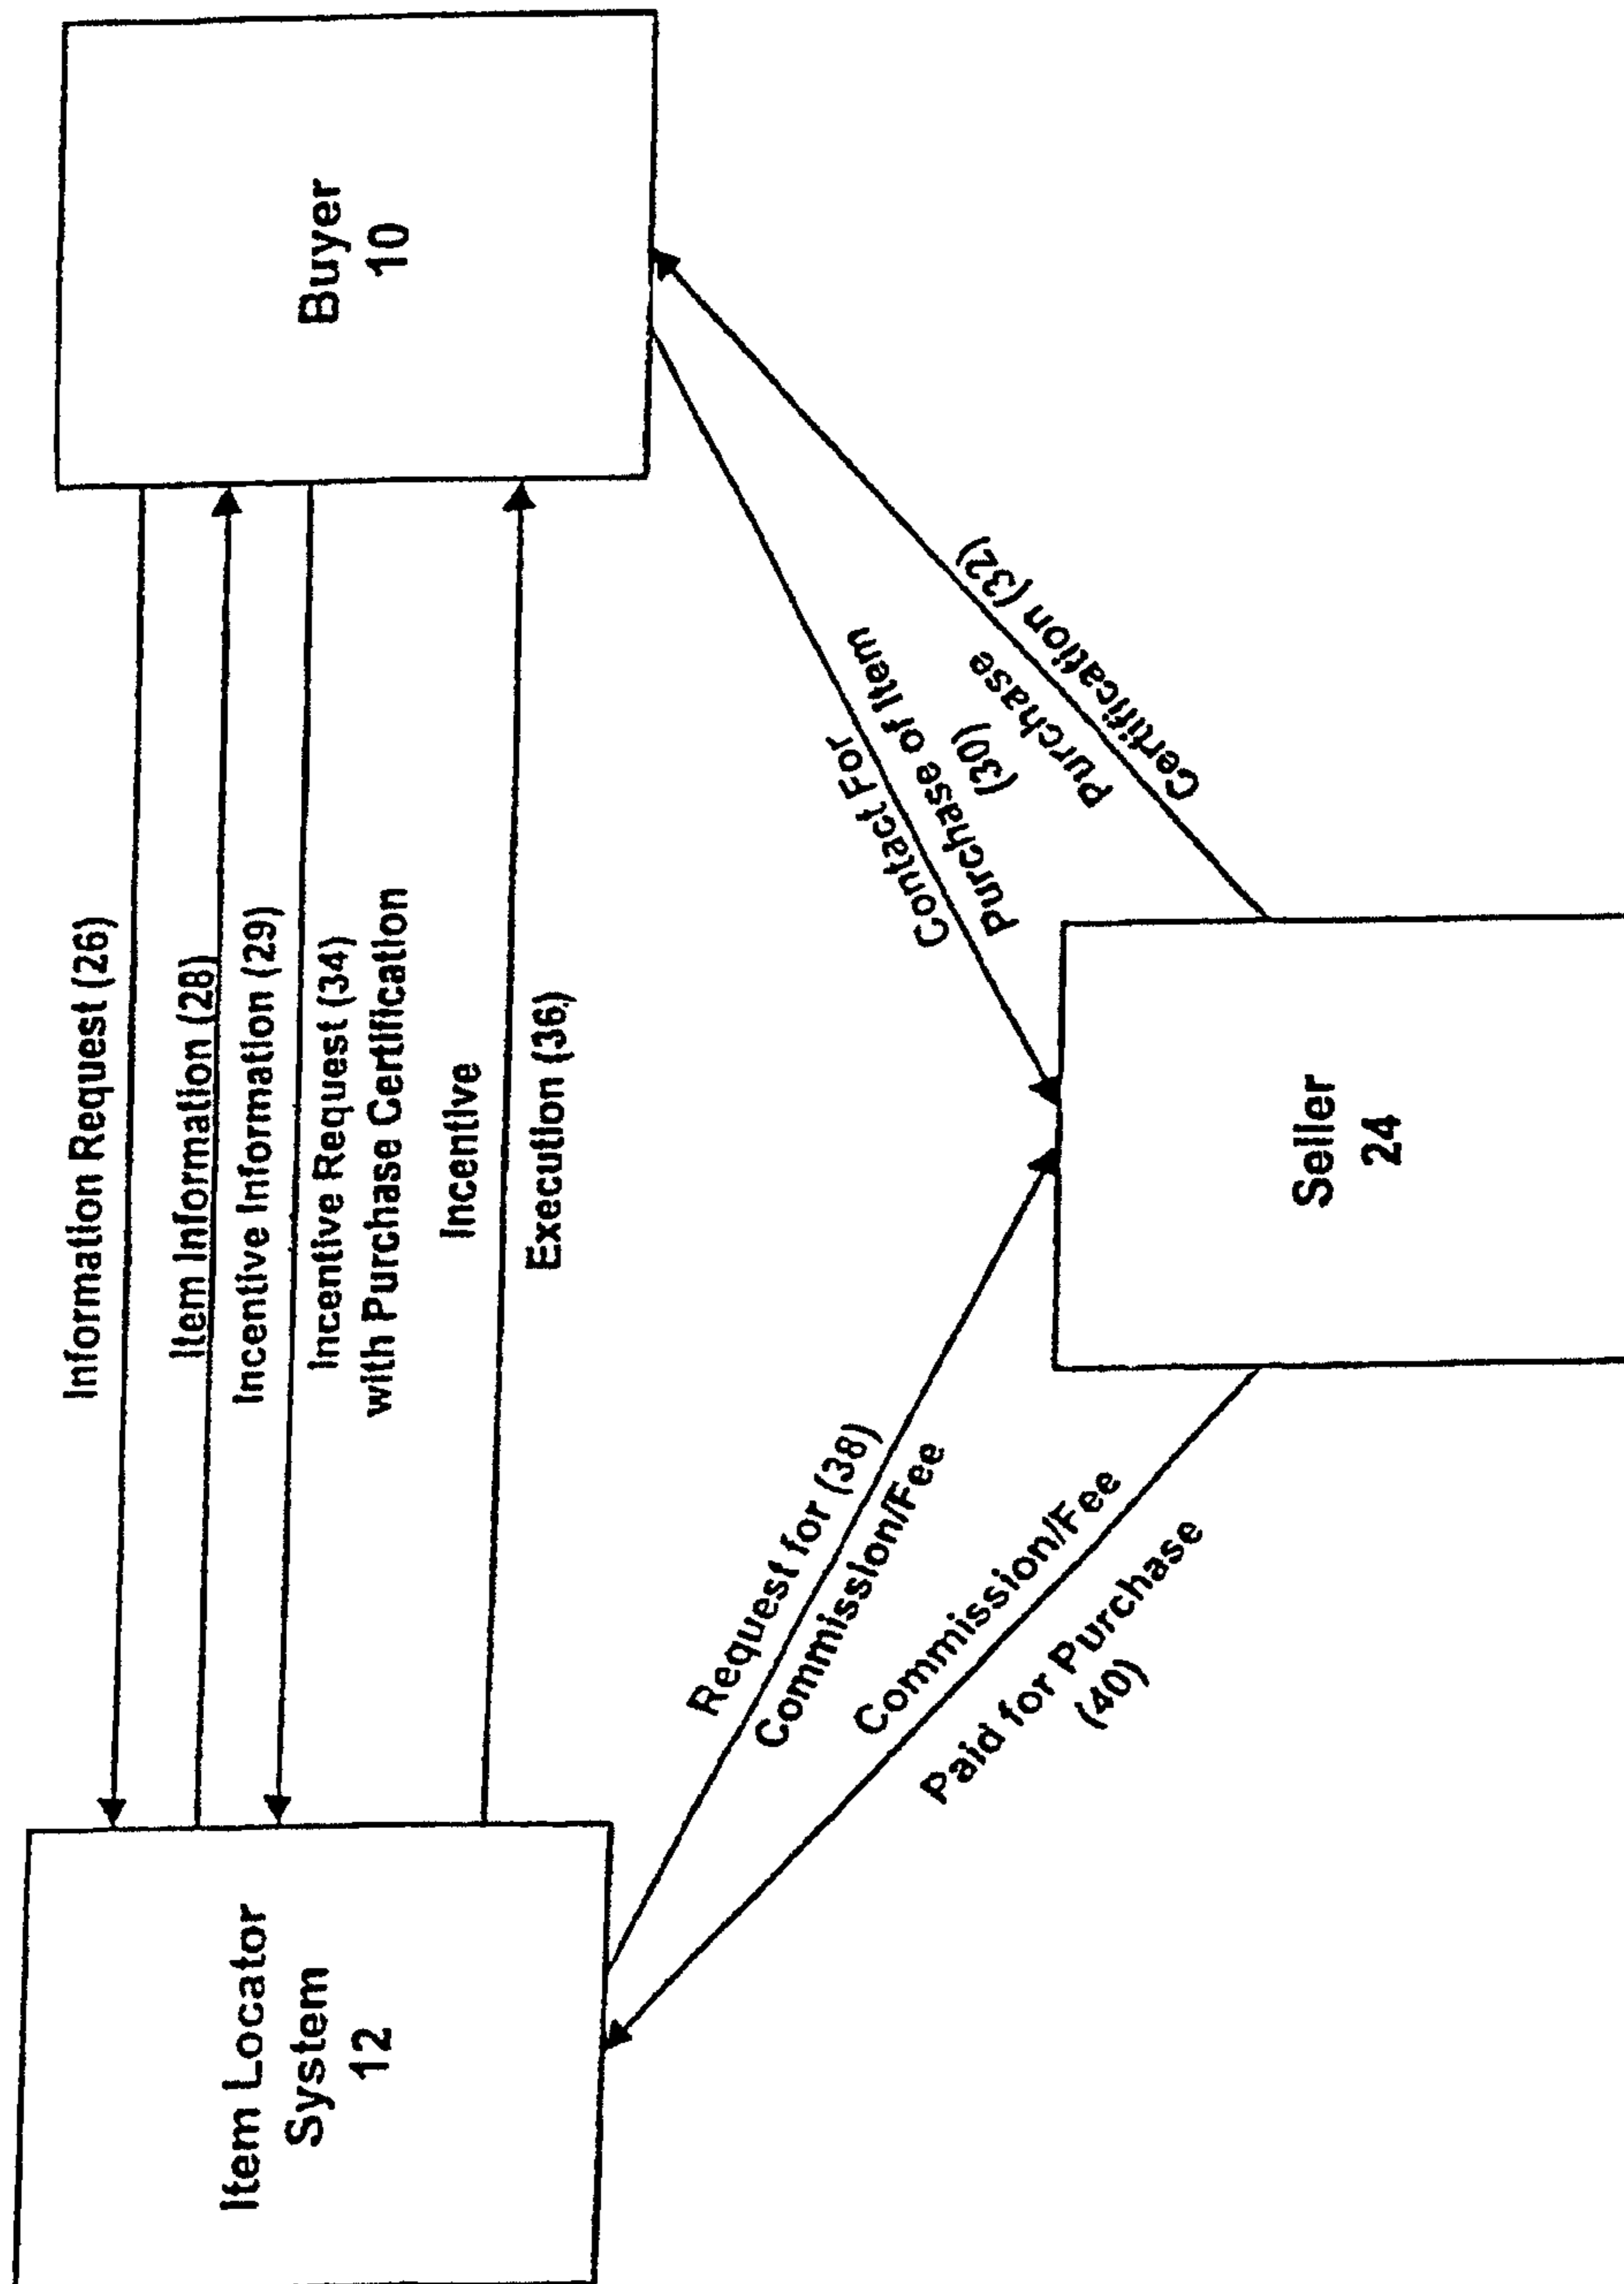 Item Locator
System
12
Information Request (26)
Item Information (28)
Incentive Information (29)
Incentive Request (34)
with Purchase Certification
Incentive
Execution (36)
Buyer
10
Request for (38)
Commission/Fee
Commission/Fee
Paid for Purchase
(40)
Contact For
Purchase of Item
(30)
Purchase
Certification (32)
Seller
24